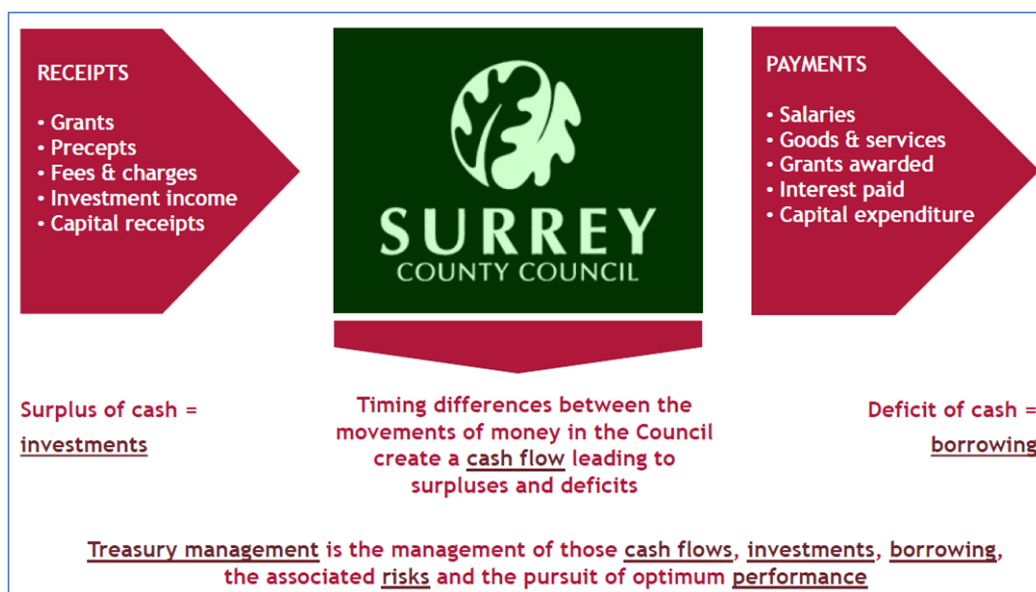 RECEIPTS
• Grants
• Precepts
• Fees & charges
• Investment income
• Capital receipts
SURREY
COUNTY COUNCIL
PAYMENTS
• Salaries
• Goods & services
• Grants awarded
• Interest paid
• Capital expenditure
Surplus of cash =
investments
Timing differences between the
movements of money in the Council
create a cash flow leading to
surpluses and deficits
Deficit of cash =
borrowing
Treasury management is the management of those cash flows, investments, borrowing,
the associated risks and the pursuit of optimum performance